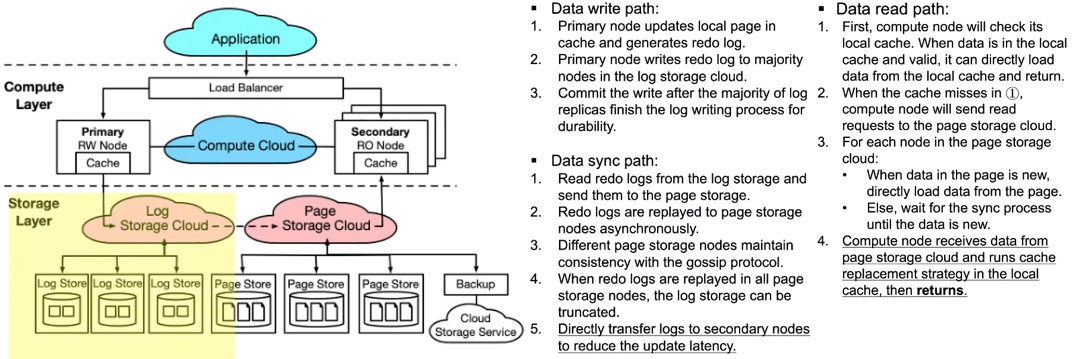 Application
Compute
Layer
Load Balancer
Primary
RW Node
Cache
Compute Cloud
Secondary
RO Node
Cache
Storage
Layer
Log
Storage Cloud
Page
Storage Cloud
Log Store
Log Store
Log Store
Page Store
Page Store
Page Store
Backup
Cloud
Storage Service
▪ Data write path:
1. Primary node updates local page in
cache and generates redo log.
2. Primary node writes redo log to majority
nodes in the log storage cloud.
3. Commit the write after the majority of log
replicas finish the log writing process for
durability.
▪ Data sync path:
1. Read redo logs from the log storage and
send them to the page storage.
2. Redo logs are replayed to page storage
nodes asynchronously.
3. Different page storage nodes maintain
consistency with the gossip protocol.
4. When redo logs are replayed in all page
storage nodes, the log storage can be
truncated.
5. Directly transfer logs to secondary nodes
to reduce the update latency.
▪ Data read path:
1. First, compute node will check its
local cache. When data is in the local
cache and valid, it can directly load
data from the local cache and return.
2. When the cache misses in ①,
compute node will send read
requests to the page storage cloud.
3. For each node in the page storage
cloud:
• When data in the page is new,
directly load data from the page.
• Else, wait for the sync process
until the data is new.
4. Compute node receives data from
page storage cloud and runs cache
replacement strategy in the local
cache, then returns.